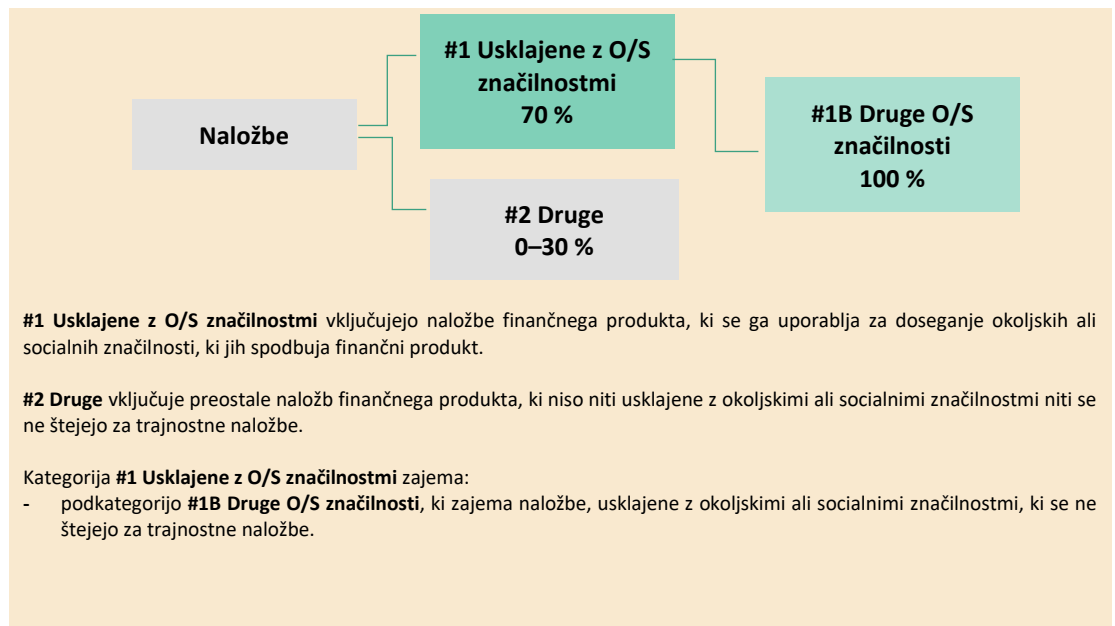 #1 Usklajene z O/S
značilnostmi
70 %
Naložbe
#1B Druge O/S
značilnosti
100 %
#2 Druge
0–30 %
#1 Usklajene z O/S značilnostmi vključujejo naložbe finančnega produkta, ki se ga uporablja za doseganje okoljskih ali
socialnih značilnosti, ki jih spodbuja finančni produkt.
#2 Druge vključuje preostale naložb finančnega produkta, ki niso niti usklajene z okoljskimi ali socialnimi značilnostmi niti se
ne štejejo za trajnostne naložbe.
Kategorija #1 Usklajene z O/S značilnostmi zajema:
- podkategorijo #1B Druge O/S značilnosti, ki zajema naložbe, usklajene z okoljskimi ali socialnimi značilnostmi, ki se ne
štejejo za trajnostne naložbe.